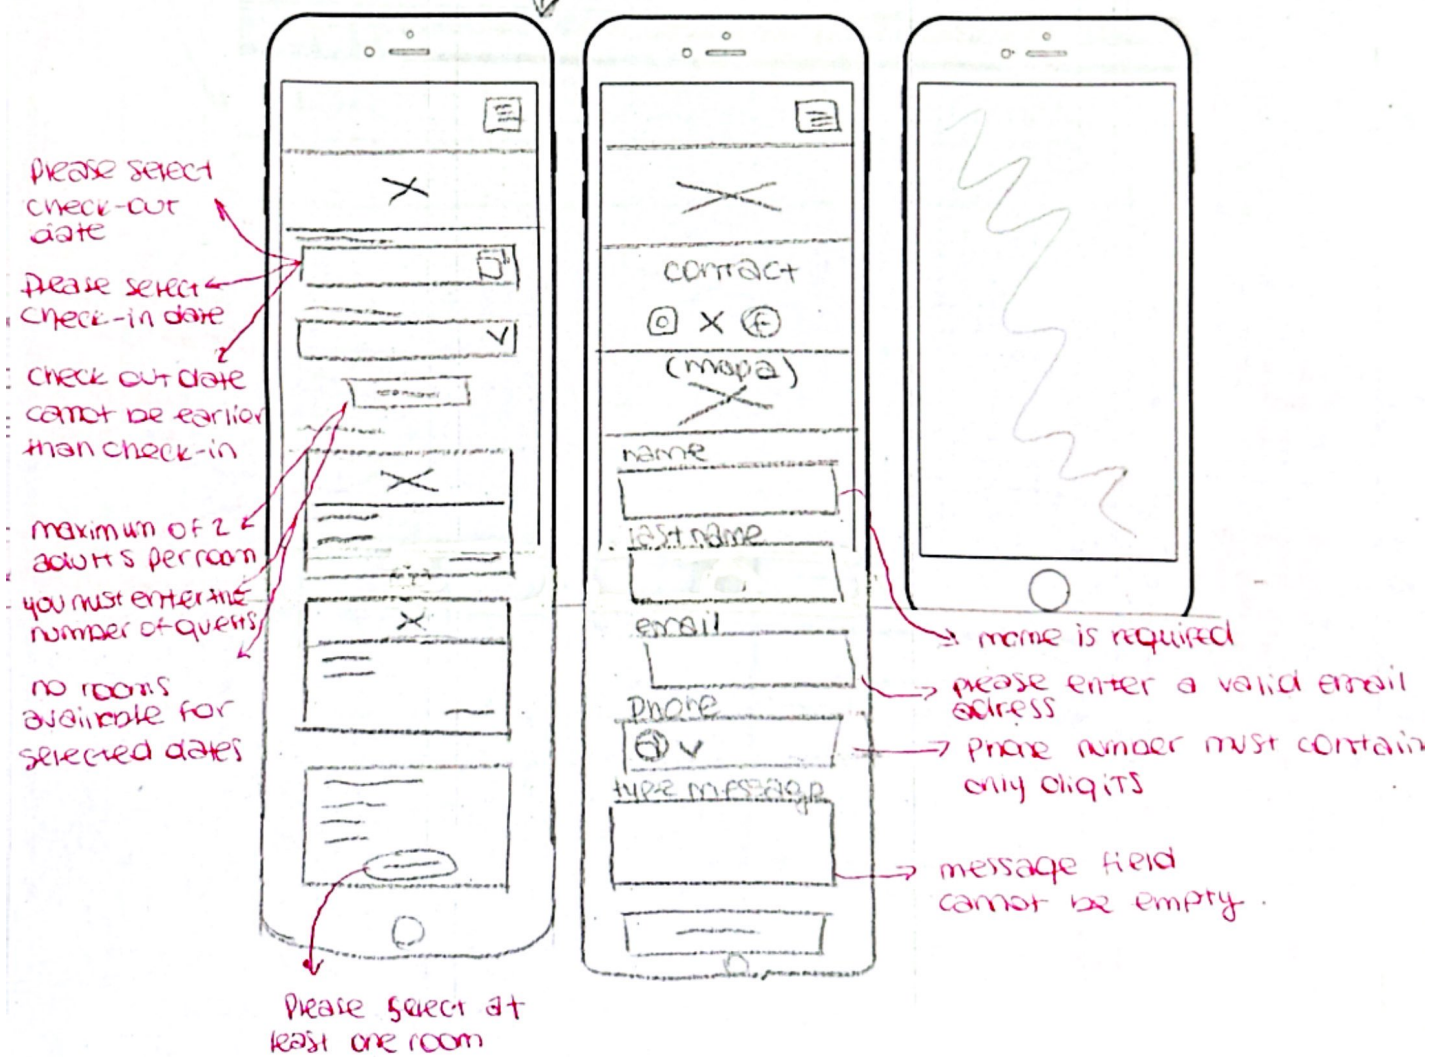 Please select
check-out
date
Please select
check-in date
check out date
cannot be earlier
than check-in
maximum of 2
adults per room
you must enter the
number of guests
no rooms
available for
selected dates
Please select at
least one room
contact
(mapa)
name
last name
email
Phone
type message
name is required
please enter a valid email
adress
phone number must contain
only digits
message field
cannot be empty.